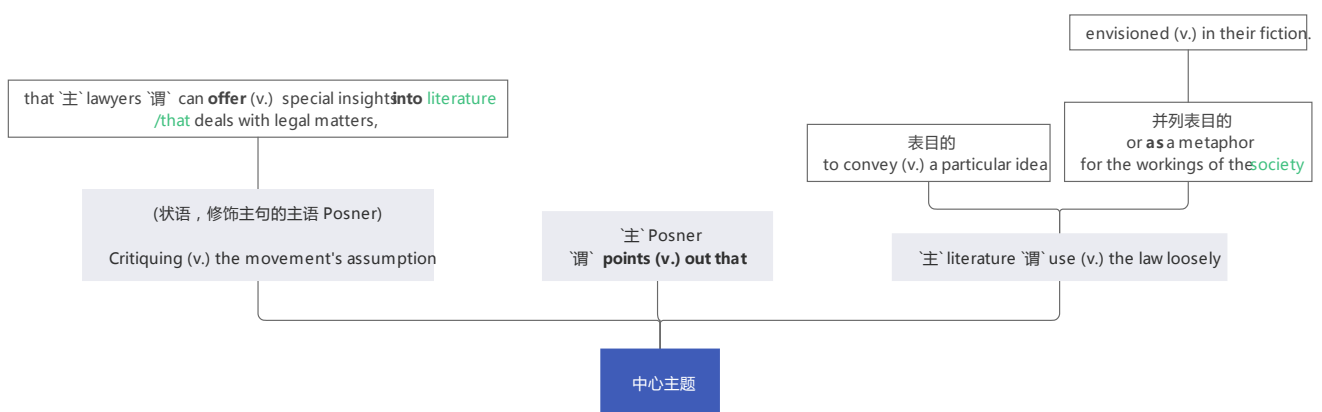 envisioned (v.) in their fiction.
that `主` lawyers `谓` can offer (v.) special insights into literature
/that deals with legal matters,
表目的
to convey (v.) a particular idea
并列表目的
or as a metaphor
for the workings of the society
(状语，修饰主句的主语 Posner)
Critiquing (v.) the movement's assumption
`主` Posner
`谓` points (v.) out that
`主` literature `谓` use (v.) the law loosely
中心主题